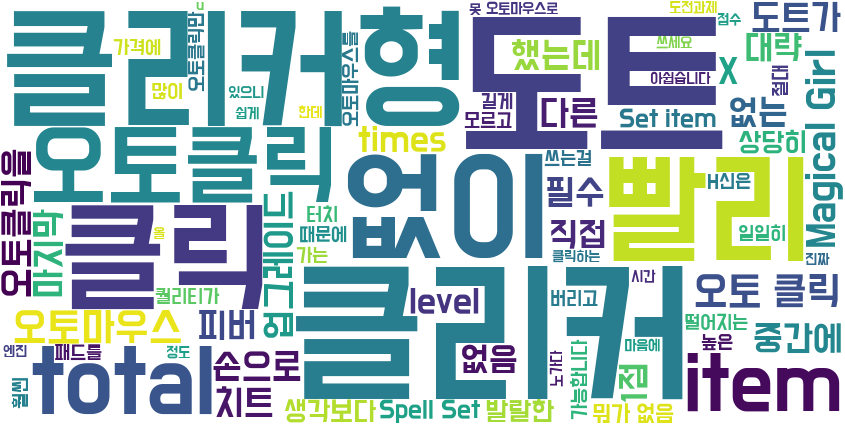 u
못 오토마우스로
도전과제
점수
도트가
가격에
오토클릭만
오토마우스를
클리커
형
도트
했는데
쓰세요
대략
많이
있으니
아쉽습니다
X
절대
쉽게
한데
길게
모르고
다른
Set item
없는
Magical Girl
오토클릭
times
상당히
오토클릭을
없이
쓰는걸
빨리
H신은
필수
마지막
클릭
업그레이드
터치
때문에
직접
일일히
울
가는
클릭하는
진짜
퀄리티가
클리커
시간
level
버리고
오토 클릭
오토마우스
피버
떨어지는
중간에
엔진
패드를
정도
total
손으로
없음
노가다
가능합니다
마음에
높은
1점
item
훨씬
치트
생각보다
Spell Set
발랄한
뭔가 없음